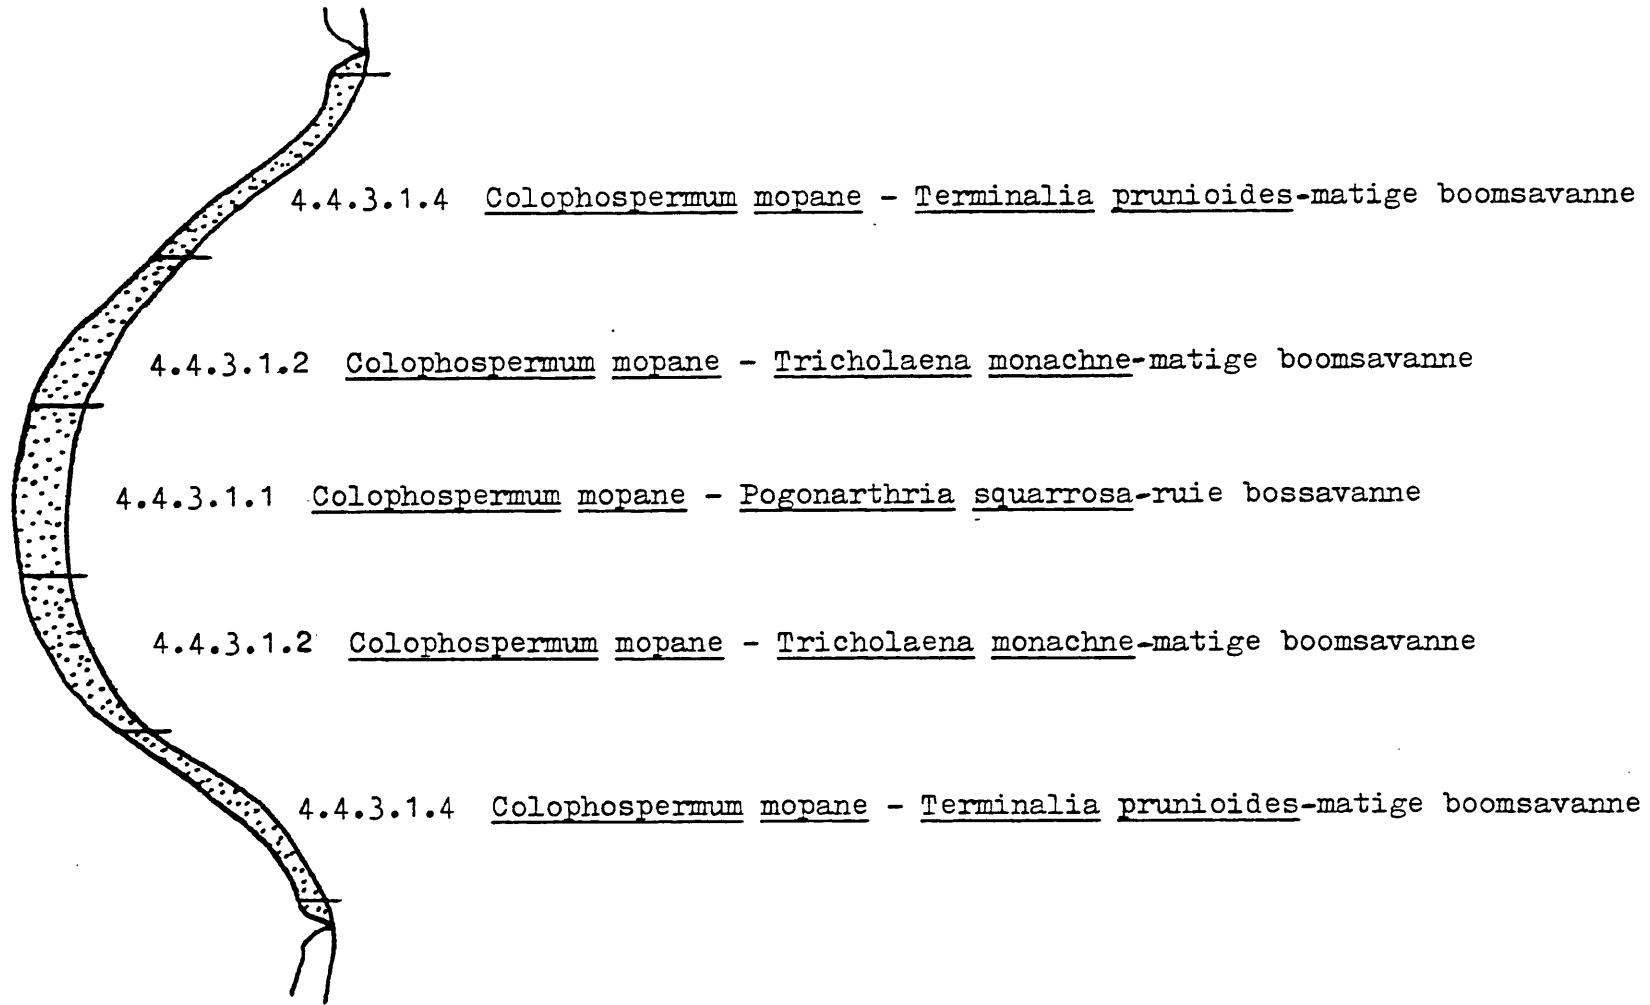 4.4.3.1.4 Colophospermum mopane - Terminalia prunioides-matige boomsavanne
4.4.3.1.2 Colophospermum mopane - Tricholaena monachne-matige boomsavanne
4.4.3.1.1 Colophospermum mopane - Pogonarthria squarrosa-ruie bossavanne
4.4.3.1.2 Colophospermum mopane - Tricholaena monachne-matige boomsavanne
4.4.3.1.4 Colophospermum mopane - Terminalia prunioides-matige boomsavanne